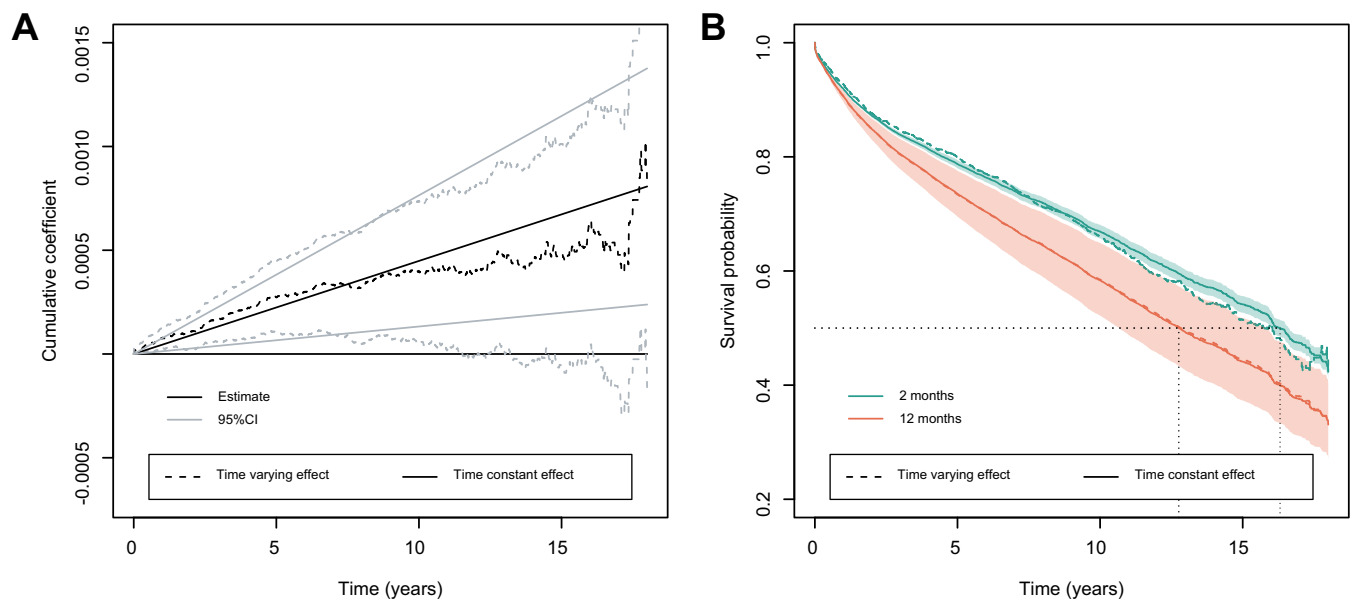 A
Cumulative coefficient
0.0015
0.0010
0.0005
-0.0005
Estimate
95%CI
Time varying effect
Time constant effect
0 5 10 15
Time (years)
B
Survival probability
1.0
0.8
0.6
0.4
0.2
2 months
12 months
Time varying effect
Time constant effect
0 5 10 15
Time (years)